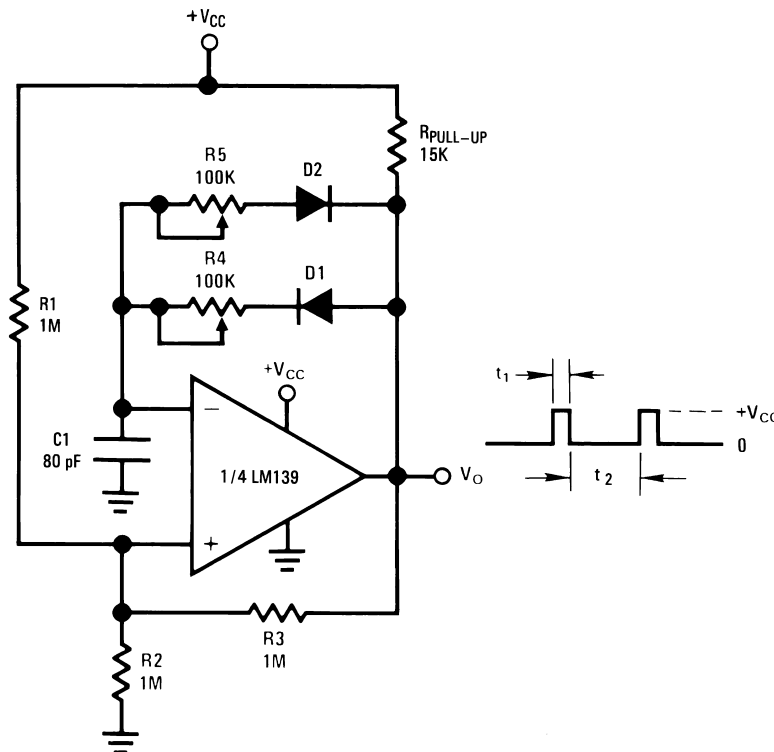 +VCC
RPULL–UP
15K
R5
100K
D2
R4
100K
D1
R1
1M
+VCC
t1
+VCC
0
C1
80 pF
–
1/4 LM139
VO
t2
+
R3
1M
R2
1M